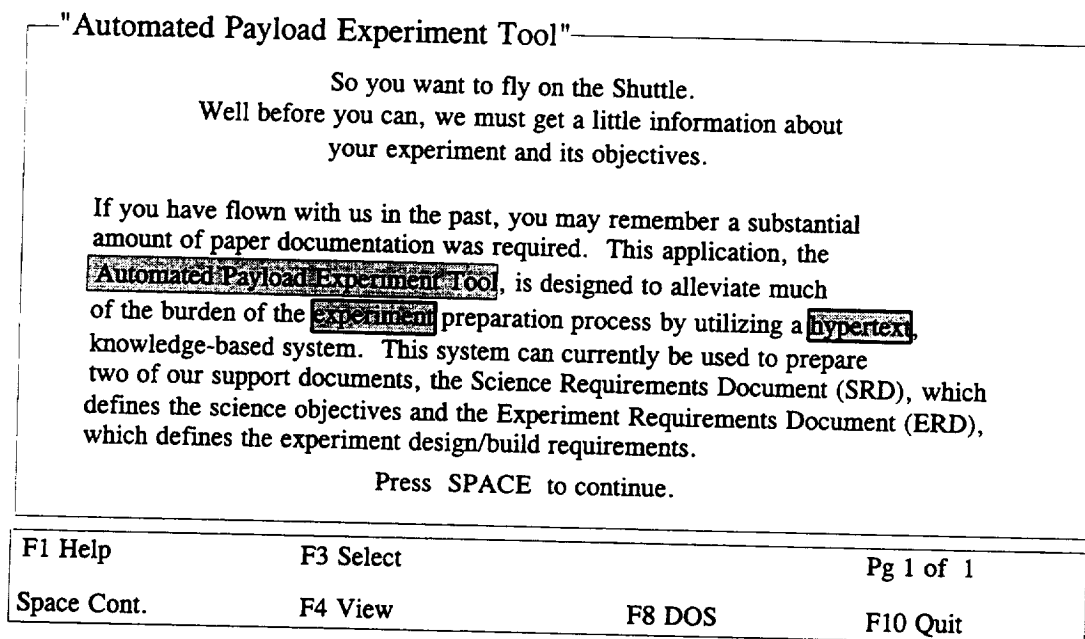 "Automated Payload Experiment Tool"
So you want to fly on the Shuttle.
Well before you can, we must get a little information about
your experiment and its objectives.
If you have flown with us in the past, you may remember a substantial
amount of paper documentation was required. This application, the
Automated Payload Experiment Tool, is designed to alleviate much
of the burden of the experiment preparation process by utilizing a hypertext,
knowledge-based system. This system can currently be used to prepare
two of our support documents, the Science Requirements Document (SRD), which
defines the science objectives and the Experiment Requirements Document (ERD),
which defines the experiment design/build requirements.
Press SPACE to continue.
F1 Help F3 Select Pg 1 of 1
Space Cont. F4 View F8 DOS F10 Quit